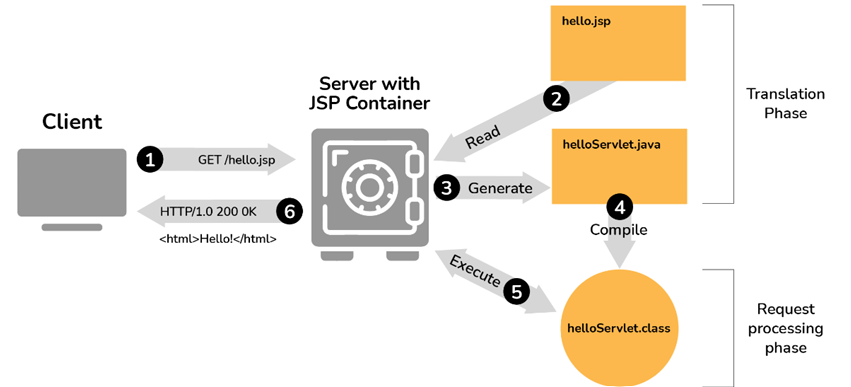 hello.jsp
Server with
JSP Container
2
Translation
Phase
Client
Read
helloServlet.java
1
GET /hello.jsp
3
Generate
HTTP/1.0 200 0K
6
4
Compile
<html>Hello!</html>
Execute
5
helloServlet.class
Request
processing
phase